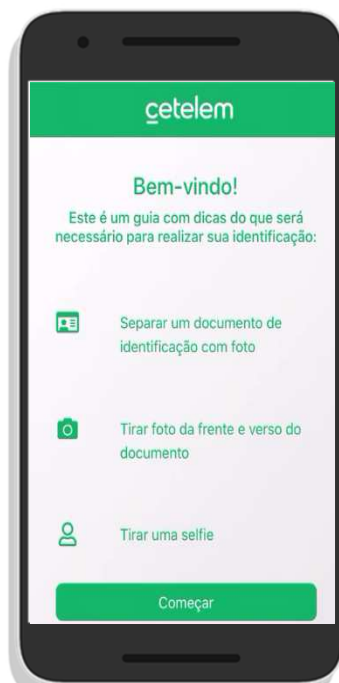 cetelem
Bem-vindo!
Este é um guia com dicas do que será
necessário para realizar sua identificação:
Separar um documento de
identificação com foto
Tirar foto da frente e verso do
documento
Tirar uma selfie
Começar